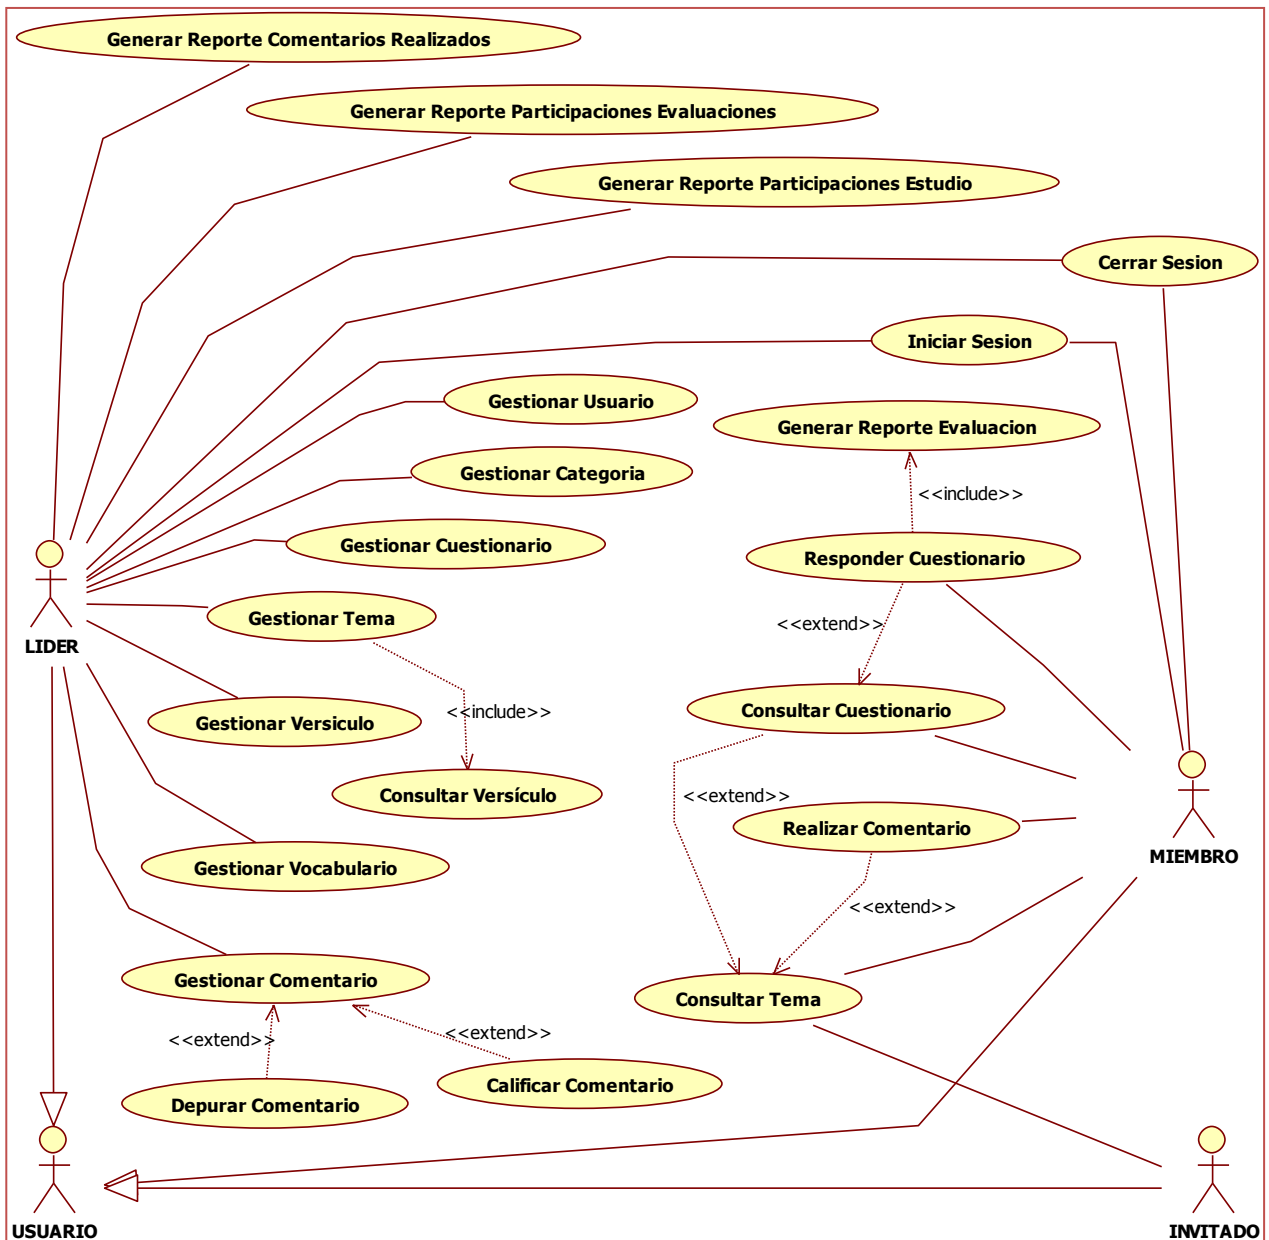 Generar Reporte Comentarios Realizados
Generar Reporte Participaciones Evaluaciones
Generar Reporte Participaciones Estudio
Cerrar Sesion
Iniciar Sesion
Gestionar Usuario
Generar Reporte Evaluacion
Gestionar Categoria
<<include>>
Gestionar Cuestionario
Responder Cuestionario
Gestionar Tema
<<extend>>
LIDER
Gestionar Versiculo
<<include>>
Consultar Cuestionario
Consultar Versículo
<<extend>>
Realizar Comentario
MIEMBRO
Gestionar Vocabulario
<<extend>>
Gestionar Comentario
Consultar Tema
<<extend>>
<<extend>>
Calificar Comentario
Depurar Comentario
USUARIO
INVITADO